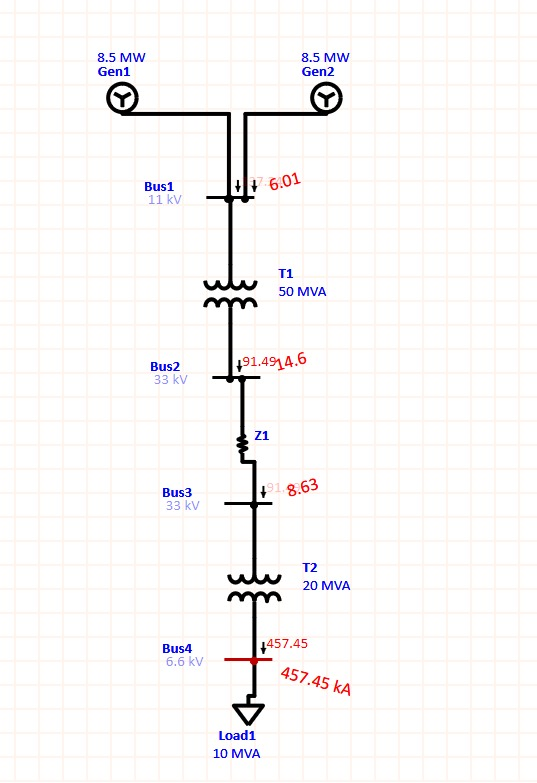 8.5 MW
Gen1
8.5 MW
Gen2
Bus1
11 kV
6.01
T1
50 MVA
Bus2
33 kV
91.49
14.6
Z1
Bus3
33 kV
8.63
T2
20 MVA
Bus4
6.6 kV
457.45
457.45 kA
Load1
10 MVA